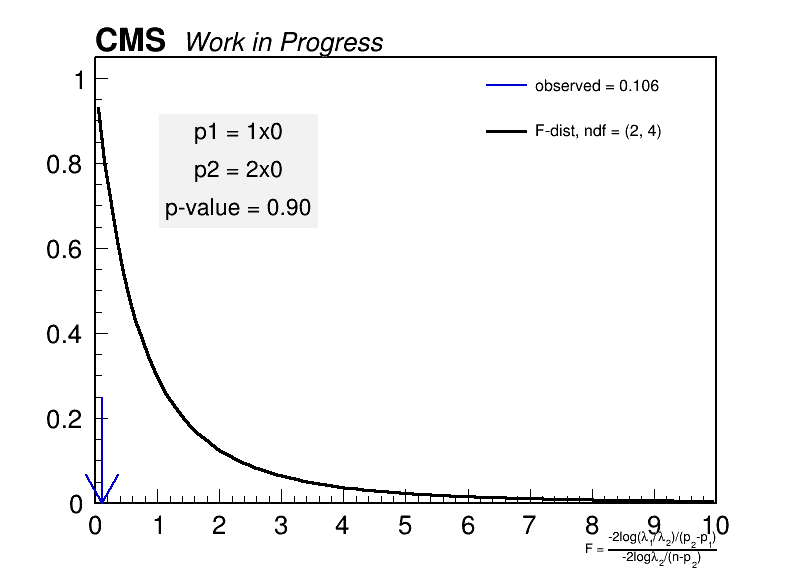 CMS Work in Progress
observed = 0.106
F-dist, ndf = (2, 4)
p1 = 1x0
p2 = 2x0
p-value = 0.90
1
0.8
0.6
0.4
0.2
0
0 1 2 3 4 5 6 7 8 9 10
F = -2log(λ1/λ2)/(p2-p1)
-2logλ2/(n-p2)